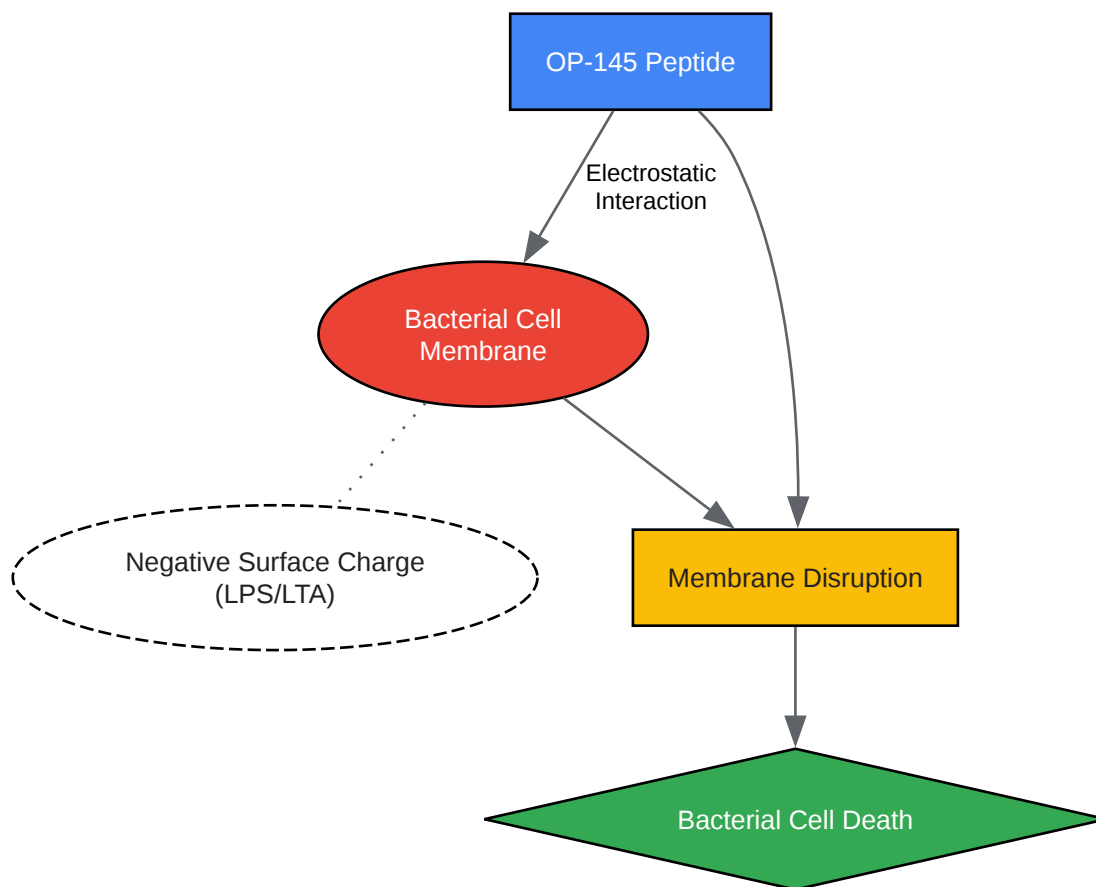 OP-145 Peptide
Electrostatic
Interaction
Bacterial Cell
Membrane
Negative Surface Charge
(LPS/LTA)
Membrane Disruption
Bacterial Cell Death